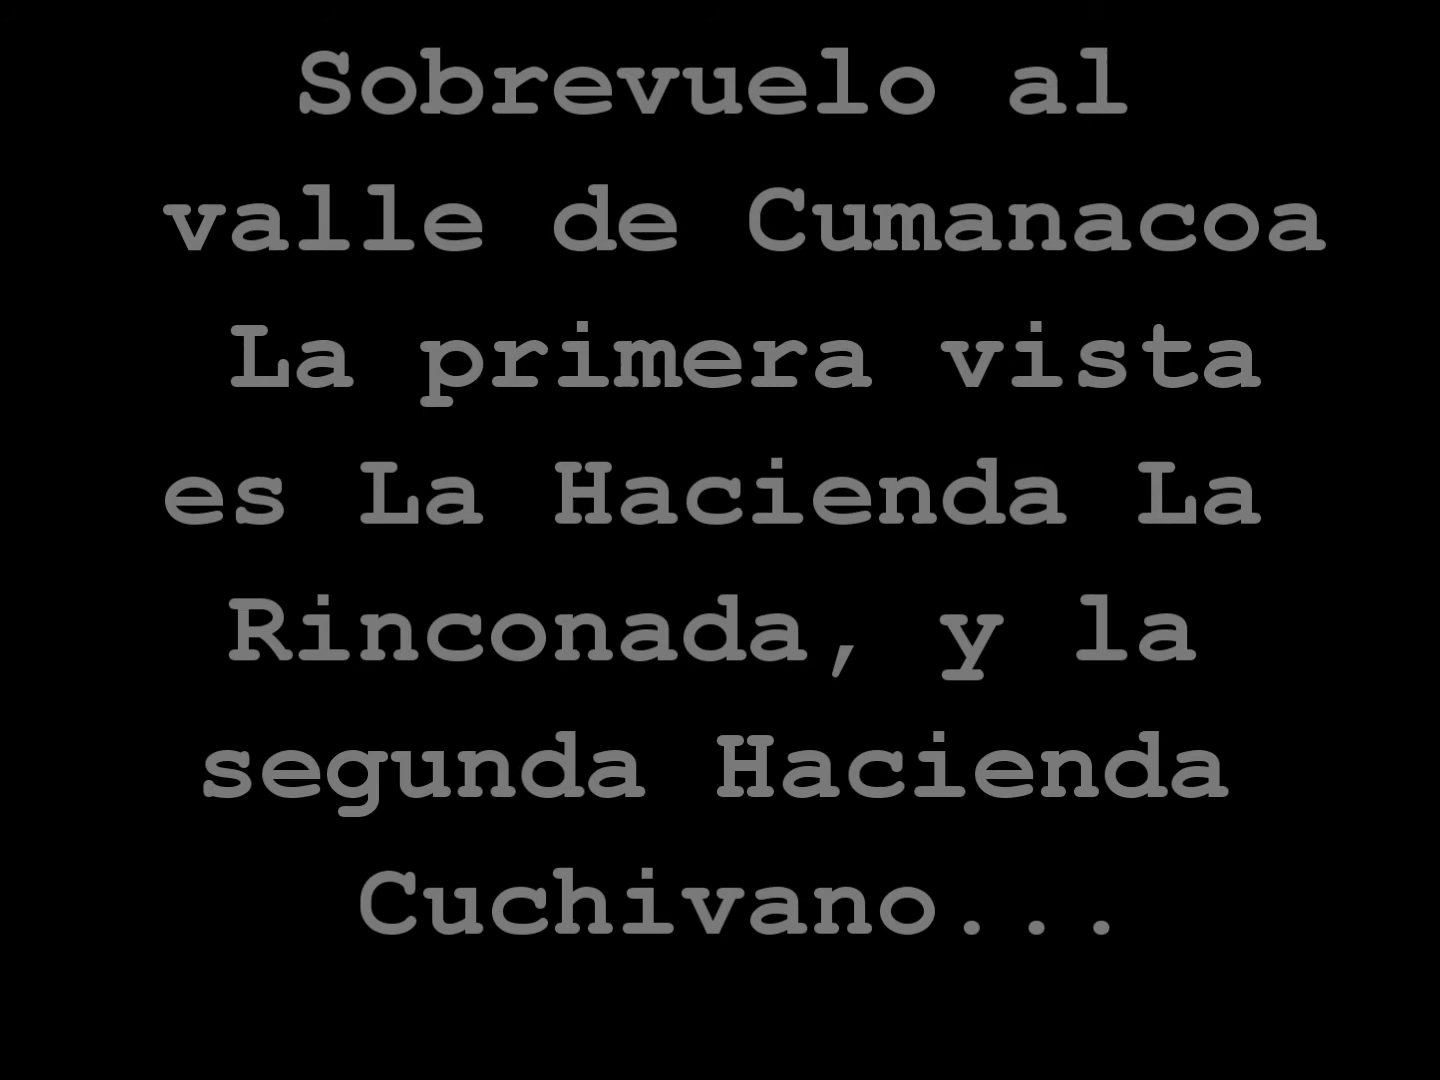 Sobrevuelo al
valle de Cumanacoa
La primera vista
es La Hacienda La
Rinconada, y la
segunda Hacienda
Cuchivano...